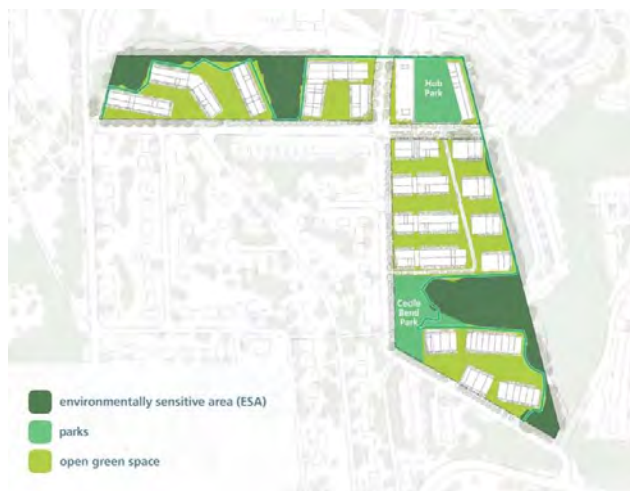 Hub
Park
Cecile
Bend
Park
environmentally sensitive area (ESA)
parks
open green space